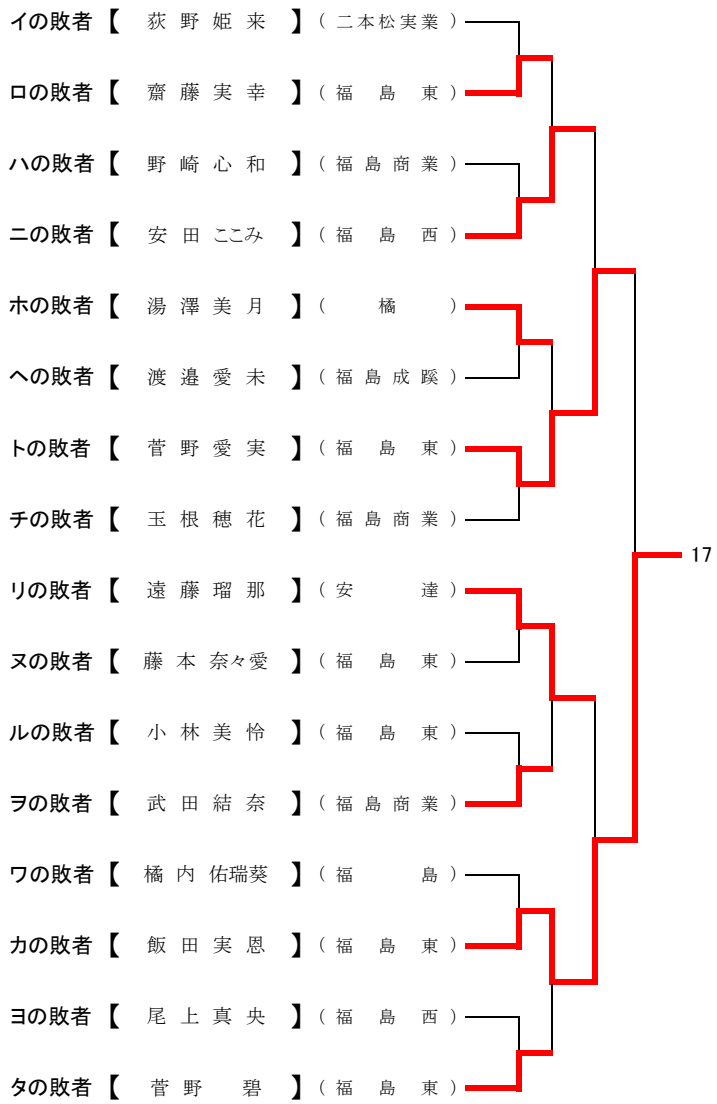 イの敗者【 荻野姫来 】(二本松実業)
ロの敗者【 齋藤実幸 】(福島東)
ハの敗者【 野崎心和 】(福島商業)
ニの敗者【 安田ここみ 】(福島西)
ホの敗者【 湯澤美月 】(橘)
ヘの敗者【 渡邉愛未 】(福島成蹊)
トの敗者【 菅野愛実 】(福島東)
チの敗者【 玉根穂花 】(福島商業)
17
リの敗者【 遠藤瑠那 】(安達)
ヌの敗者【 藤本奈々愛 】(福島東)
ルの敗者【 小林美怜 】(福島東)
ヲの敗者【 武田結奈 】(福島商業)
ワの敗者【 橘内佑瑞葵 】(福島)
カの敗者【 飯田実恩 】(福島東)
ヨの敗者【 尾上真央 】(福島西)
タの敗者【 菅野碧 】(福島東)